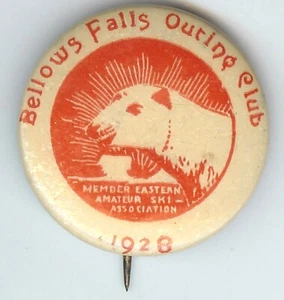 Bellows Falls Outing Club
MEMBER EASTERN
AMATEUR SKI-
ASSOCIATION
1928